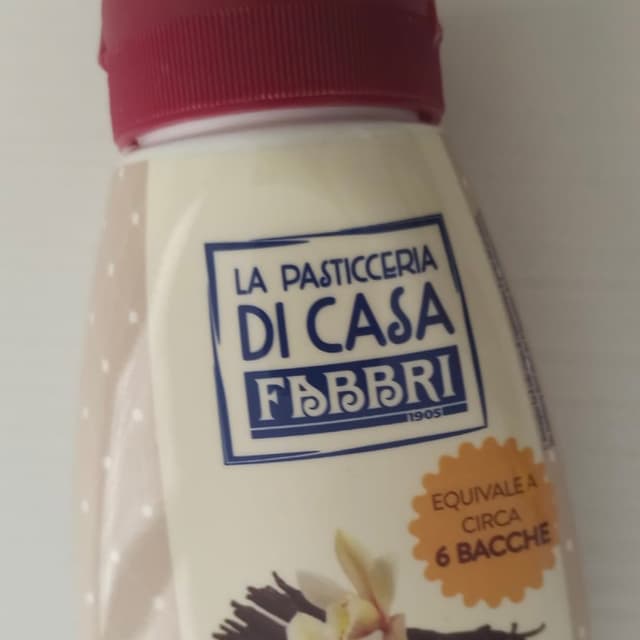 LA PASTICCERIA
DI CASA
FABBRI
1905
EQUIVALE A
CIRCA
6 BACCHE